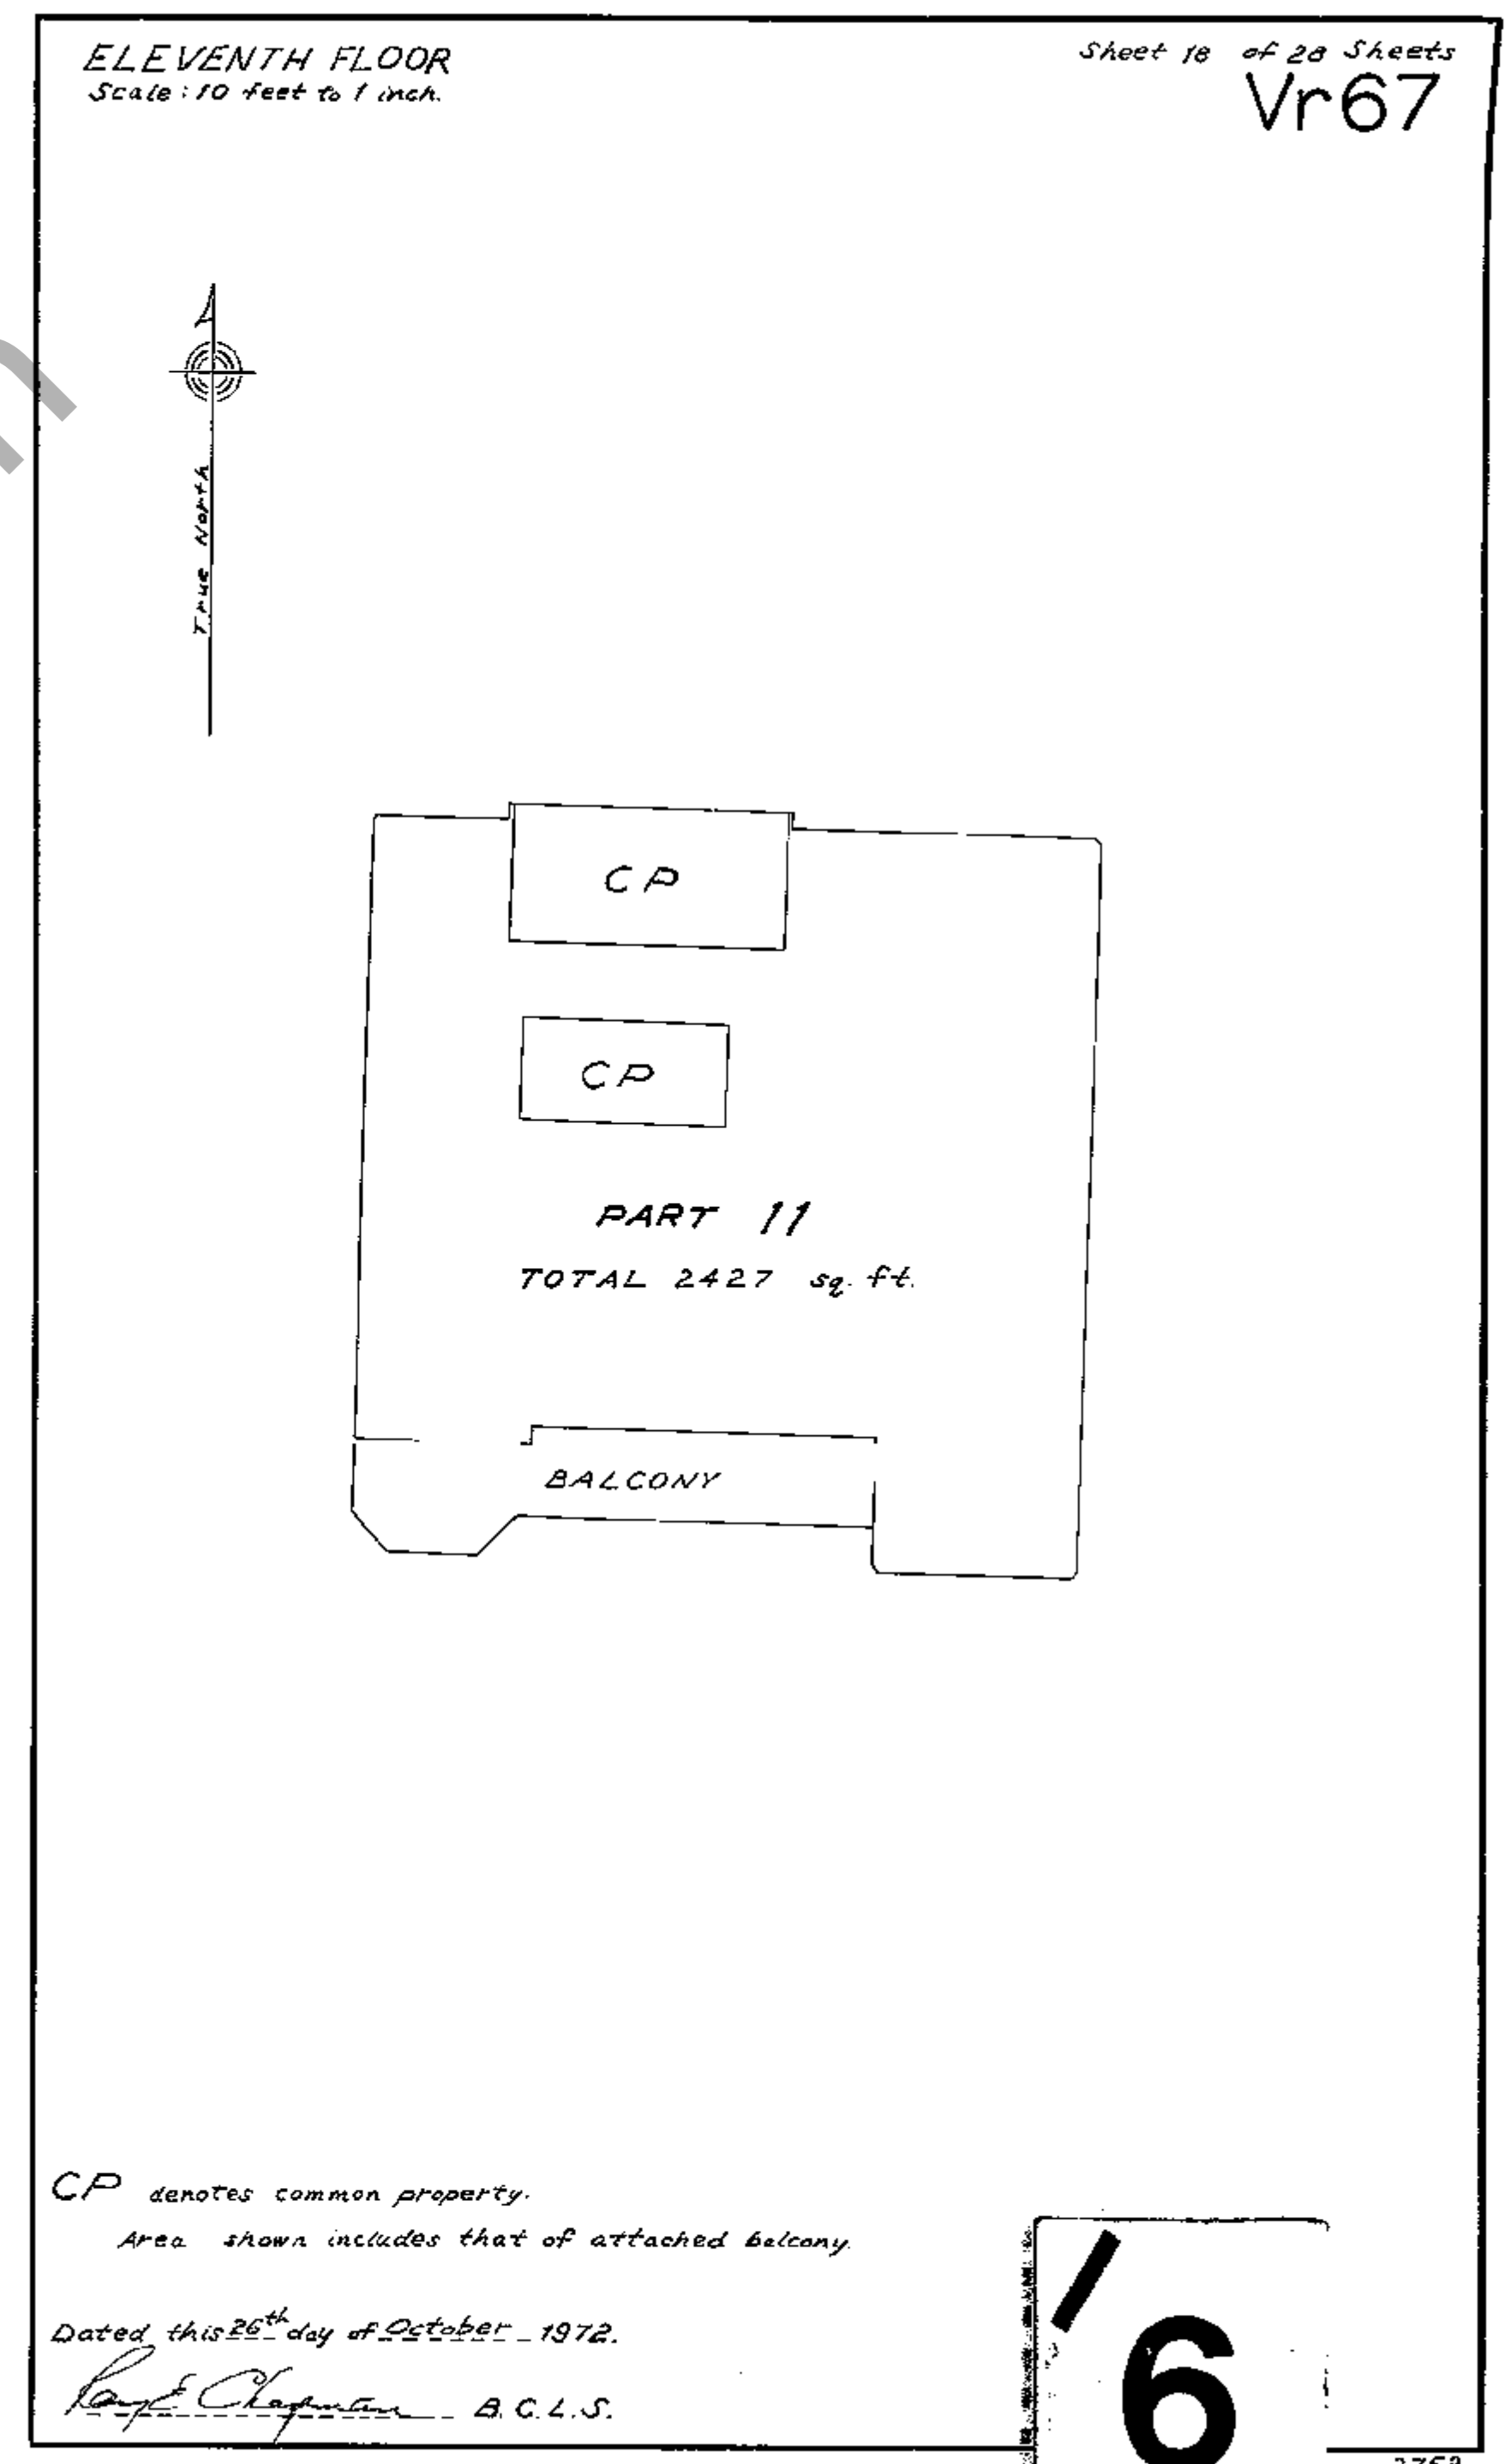 ELEVENTH FLOOR
Scale: 10 feet to 1 inch.
Sheet 18 of 28 Sheets
Vr67
True North
CP
CP
PART 11
TOTAL 2427 sq. ft.
BALCONY
CP denotes common property.
Area shown includes that of attached balcony.
Dated this 26th day of October 1972.
B.C.L.S.
6